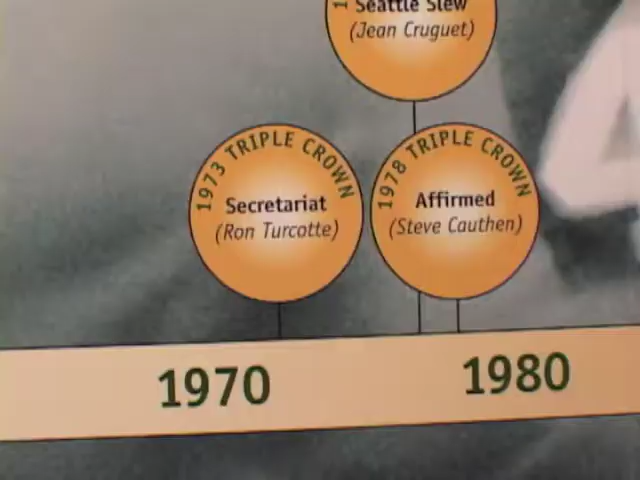 Seattle Slew
(Jean Cruguet)
1973 TRIPLE CROWN
Secretariat
(Ron Turcotte)
1978 TRIPLE CROWN
Affirmed
(Steve Cauthen)
1970
1980